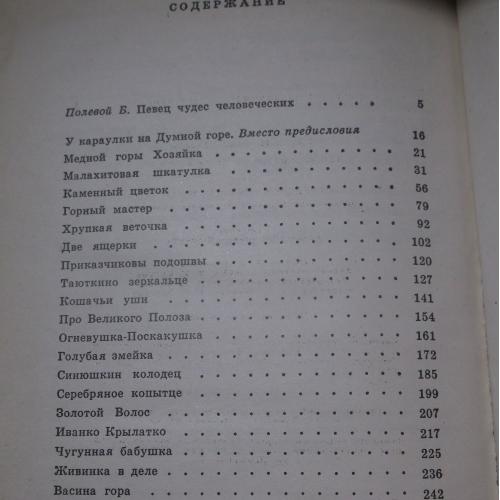 СОДЕРЖАНИЕ
Полевой Б. Певец чудес человеческих . . . . . 5
У караулки на Думной горе. Вместо предисловия 16
Медной горы Хозяйка . . . . . . . . . . 21
Малахитовая шкатулка . . . . . . . . . . 31
Каменный цветок . . . . . . . . . . . 56
Горный мастер . . . . . . . . . . . . 79
Хрупкая веточка . . . . . . . . . . . 92
Две ящерки . . . . . . . . . . . . 102
Приказчиковы подошвы . . . . . . . . . . 120
Таюткино зеркальце . . . . . . . . . . 127
Кошачьи уши . . . . . . . . . . . . 141
Про Великого Полоза . . . . . . . . . . 154
Огневушка-Поскакушка . . . . . . . . . . 161
Голубая змейка . . . . . . . . . . . . 172
Синюшкин колодец . . . . . . . . . . . 185
Серебряное копытце . . . . . . . . . . 199
Золотой Волос . . . . . . . . . . . . 207
Иванко Крылатко . . . . . . . . . . . 217
Чугунная бабушка . . . . . . . . . . . 225
Живинка в деле . . . . . . . . . . . . 236
Васина гора . . . . . . . . . . . . 242